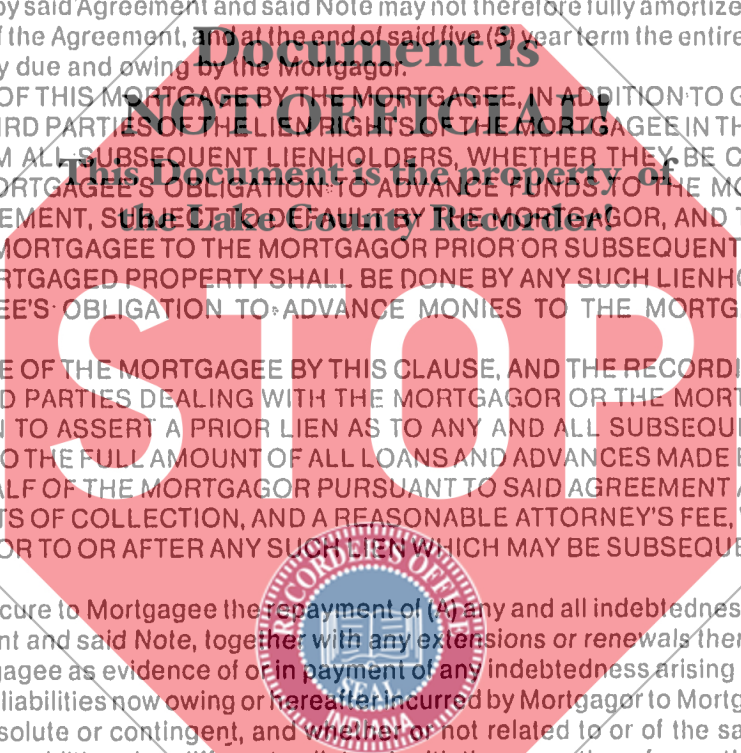 by said Agreement and said Note may not therefore fully amortize
f the Agreement, and at the end of said five (5) year term the entire
y due and owing by the Mortgagor.
Document is
OF THIS MORTGAGE BY THE MORTGAGEE, IN ADDITION TO G
NOT OFFICIAL!
IRD PARTIES OF THE LIEN RIGHTS OF THE MORTGAGEE IN TH
M ALL SUBSEQUENT LIENHOLDERS, WHETHER THEY BE C
This Document is the property of
ORTGAGEE'S OBLIGATION TO ADVANCE FUNDS TO THE MO
the Lake County Recorder!
EMENT, SUBJECT TO DEFAULT BY THE MORTGAGOR, AND
MORTGAGEE TO THE MORTGAGOR PRIOR OR SUBSEQUENT
RTGAGED PROPERTY SHALL BE DONE BY ANY SUCH LIENH
EE'S OBLIGATION TO ADVANCE MONIES TO THE MORTG
STOP
E OF THE MORTGAGEE BY THIS CLAUSE, AND THE RECORDI
D PARTIES DEALING WITH THE MORTGAGOR OR THE MORT
N TO ASSERT A PRIOR LIEN AS TO ANY AND ALL SUBSEQUE
O THE FULL AMOUNT OF ALL LOANS AND ADVANCES MADE
ALF OF THE MORTGAGOR PURSUANT TO SAID AGREEMENT
TS OF COLLECTION, AND A REASONABLE ATTORNEY'S FEE,
OR TO OR AFTER ANY SUCH LIEN WHICH MAY BE SUBSEQUE
cure to Mortgagee the repayment of (A) any and all indebtednes
nt and said Note, together with any extensions or renewals ther
gagee as evidence of or in payment of any indebtedness arising
liabilities now owing or hereafter incurred by Mortgagor to Mortg
solute or contingent, and whether or not related to or of the sa
RECORDER'S OFFICE
SEAL
INDIANA